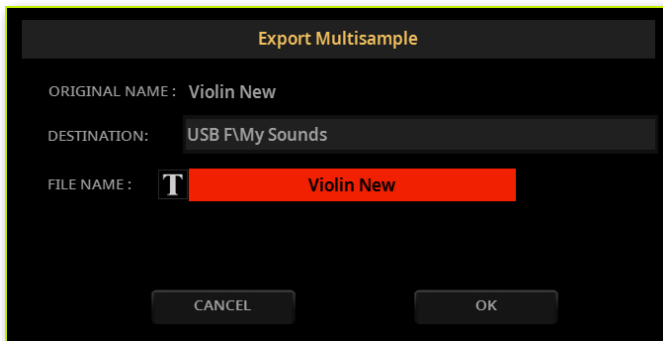 Export Multisample
ORIGINAL NAME : Violin New
DESTINATION: USB F\My Sounds
FILE NAME : T Violin New
CANCEL OK